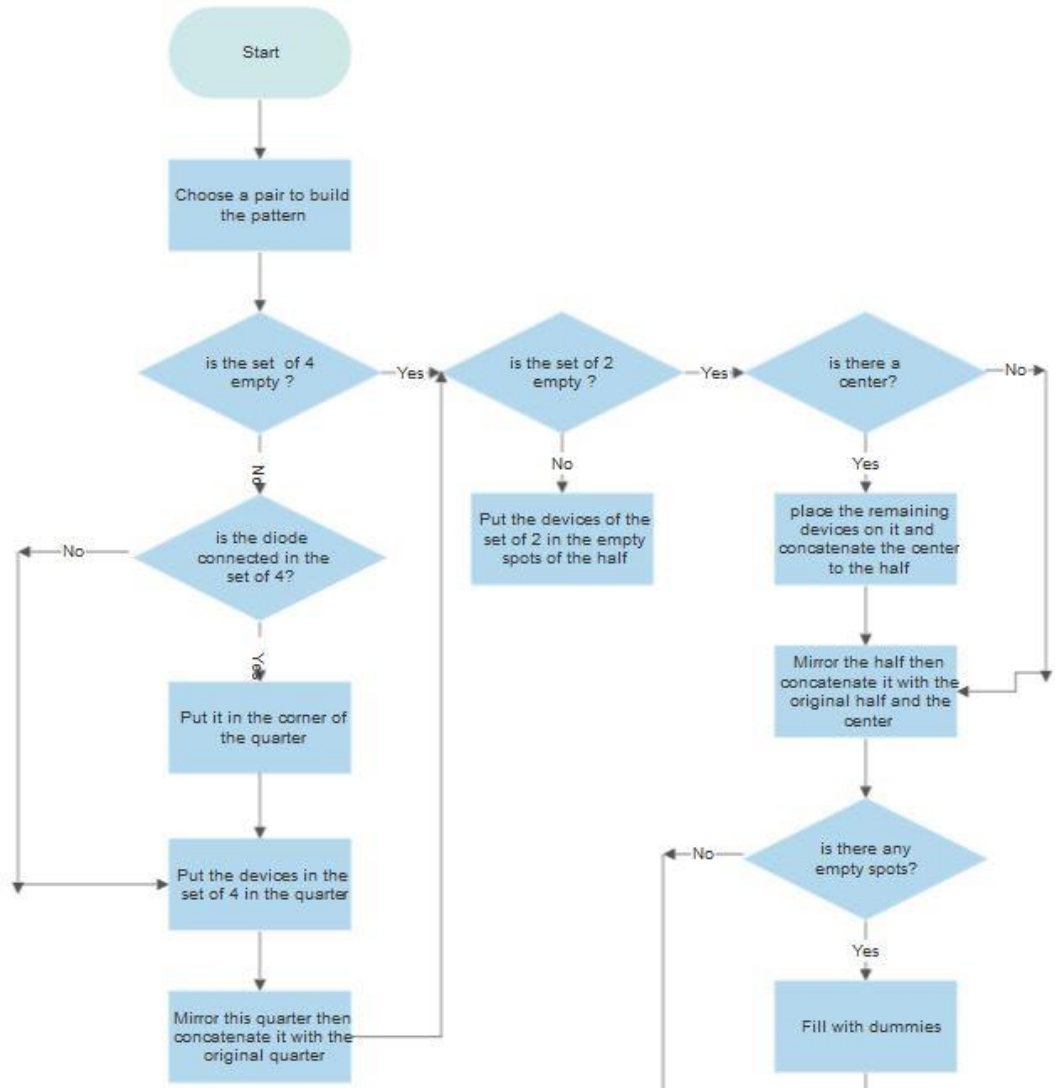 Start
Choose a pair to build
the pattern
is the set of 4
empty ?
Yes
is the set of 2
empty ?
Yes
is there a
center?
No
No
No
Yes
Put the devices of the
set of 2 in the empty
spots of the half
place the remaining
devices on it and
concatenate the center
to the half
is the diode
connected in the
set of 4?
No
Yes
Mirror the half then
concatenate it with the
original half and the
center
Put it in the corner of
the quarter
is there any
empty spots?
No
Yes
Put the devices in the
set of 4 in the quarter
Mirror this quarter then
concatenate it with the
original quarter
Fill with dummies